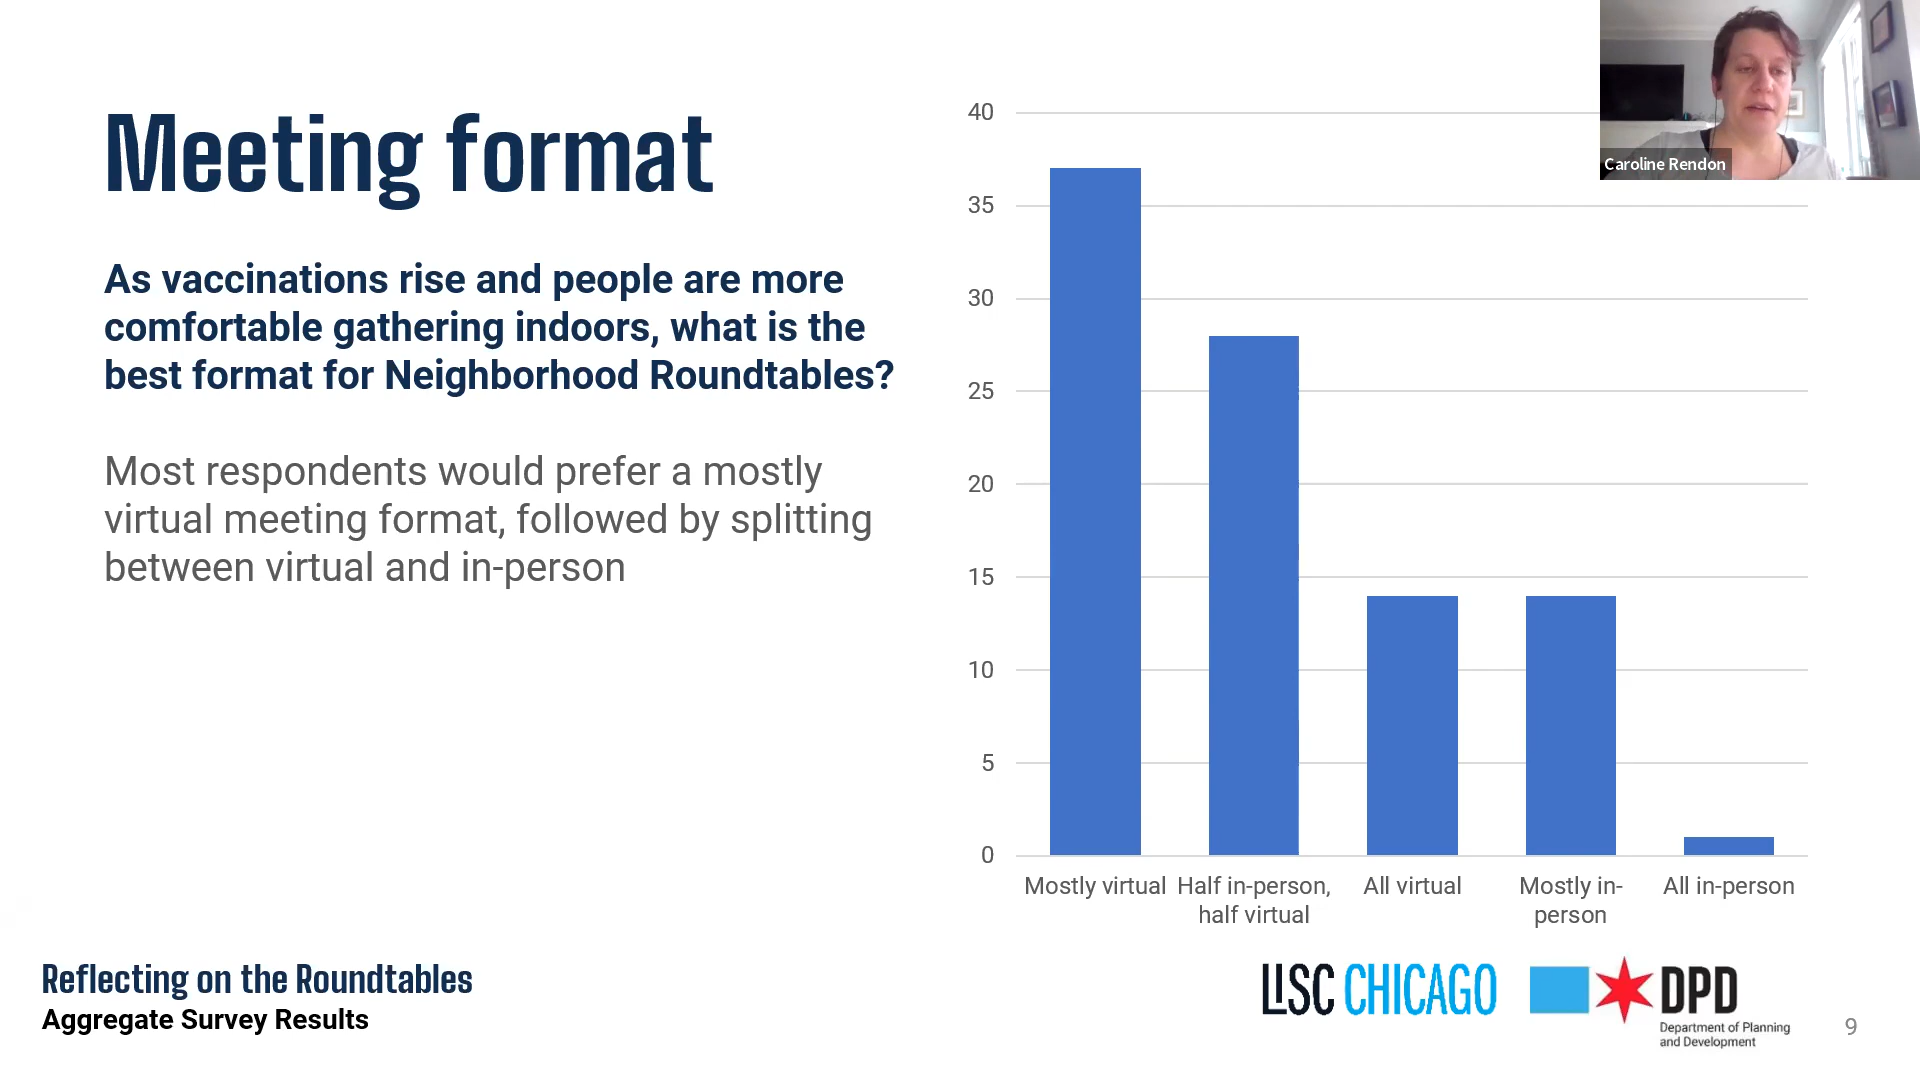 Meeting format
As vaccinations rise and people are more
comfortable gathering indoors, what is the
best format for Neighborhood Roundtables?
Most respondents would prefer a mostly
virtual meeting format, followed by splitting
between virtual and in-person
40
35
30
25
20
15
10
5
0
Mostly virtual
Half in-person,
half virtual
All virtual
Mostly in-
person
All in-person
Caroline Rendon
Reflecting on the Roundtables
Aggregate Survey Results
LISC CHICAGO
DPD
Department of Planning
and Development
9